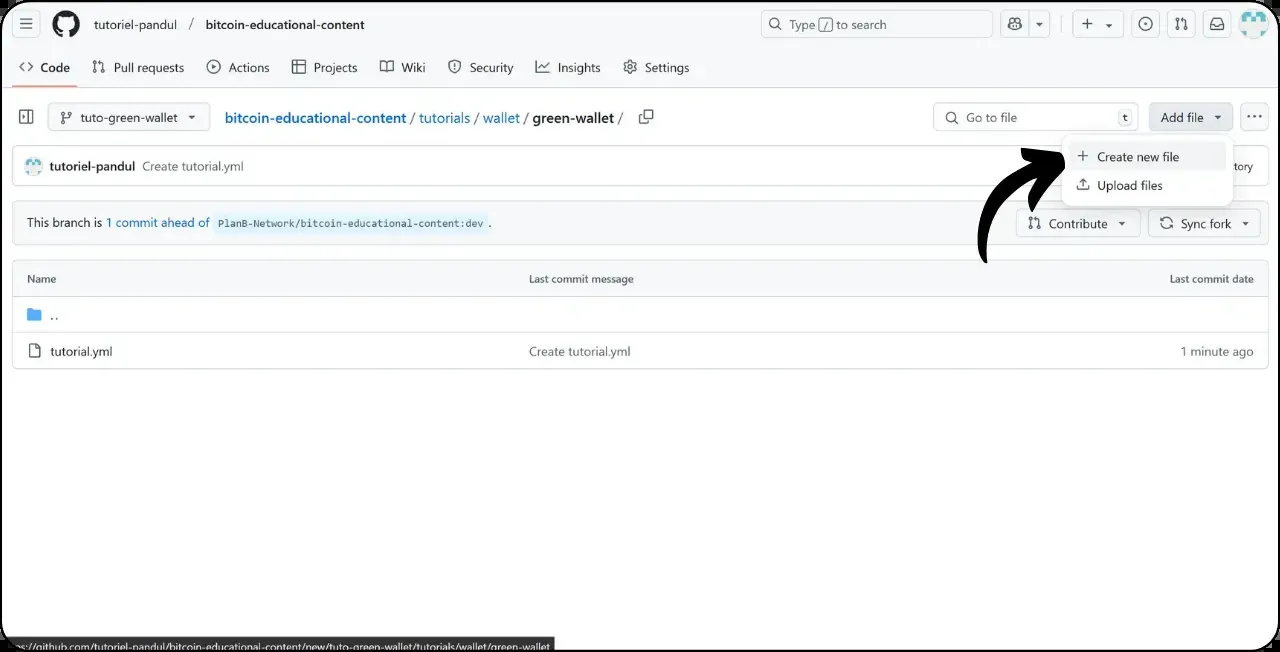 tutoriel-pandul / bitcoin-educational-content
Type / to search
Code Pull requests Actions Projects Wiki Security Insights Settings
tuto-green-wallet bitcoin-educational-content / tutorials / wallet / green-wallet /
Go to file t
Add file
Create new file
Upload files
tutoriel-pandul Create tutorial.yml
tory
This branch is 1 commit ahead of PlanB-Network/bitcoin-educational-content:dev .
Contribute Sync fork
Name Last commit message Last commit date
..
tutorial.yml Create tutorial.yml 1 minute ago
ps://github.com/tutoriel-pandul/bitcoin-educational-content/new/tuto-green-wallet/tutorials/wallet/green-wallet